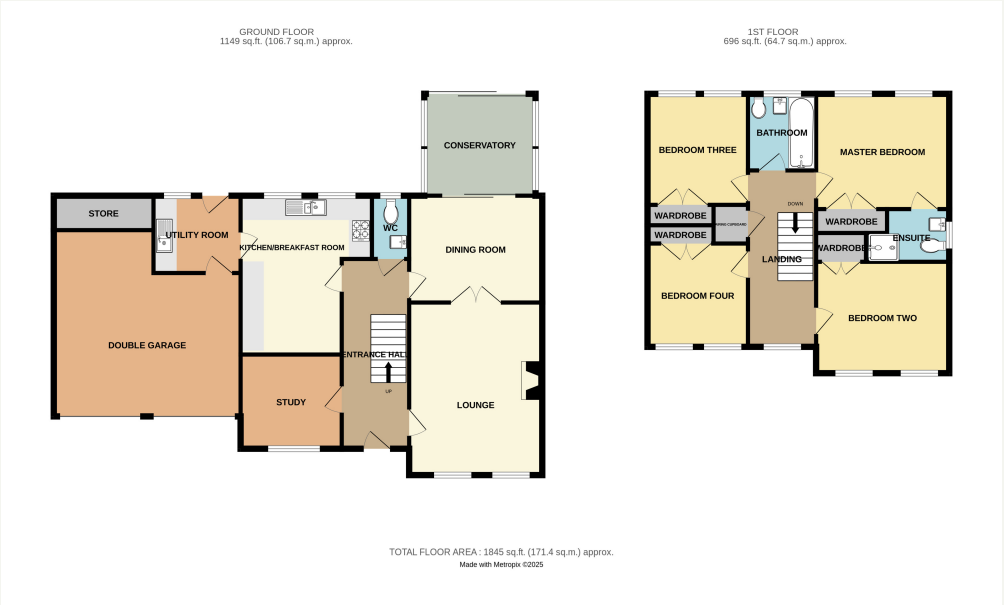 GROUND FLOOR
1149 sq.ft. (106.7 sq.m.) approx.
1ST FLOOR
696 sq.ft. (64.7 sq.m.) approx.
CONSERVATORY
STORE
UTILITY ROOM
KITCHEN/BREAKFAST ROOM
WC
DINING ROOM
DOUBLE GARAGE
ENTRANCE HALL
UP
STUDY
LOUNGE
BATHROOM
BEDROOM THREE
MASTER BEDROOM
DOWN
WARDROBE
WARDROBE
CUPBOARD
WARDROBE
WARDROBE
ENSUITE
LANDING
BEDROOM FOUR
BEDROOM TWO
TOTAL FLOOR AREA : 1845 sq.ft. (171.4 sq.m.) approx.
Made with Metropix ©2025